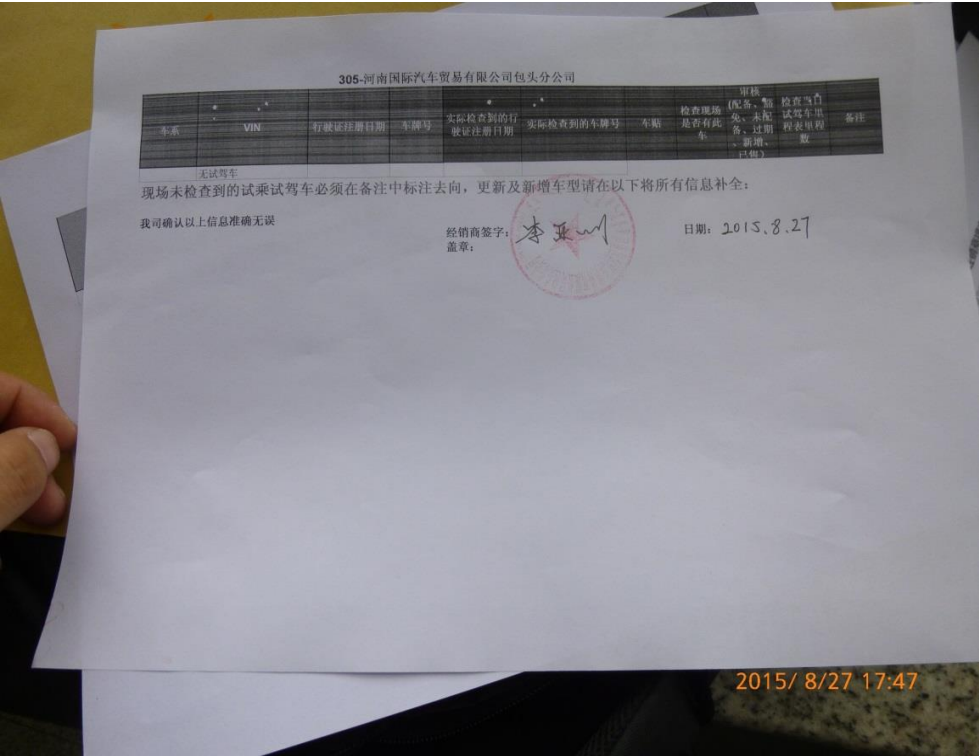 305-河南国际汽车贸易有限公司包头分公司
车系 VIN 行驶证注册日期 车牌号 实际检查到的行驶证注册日期 实际检查到的车牌号 车贴 检查现场是否有此车 审核(配备、豁免、未配备、过期、新增、已售) 检查当日试驾车里程表里程数 备注
无试驾车
现场未检查到的试乘试驾车必须在备注中标注去向，更新及新增车型请在以下将所有信息补全：
我司确认以上信息准确无误
经销商签字： 李亚川 日期： 2015.8.27
盖章：
2015/ 8/27 17:47